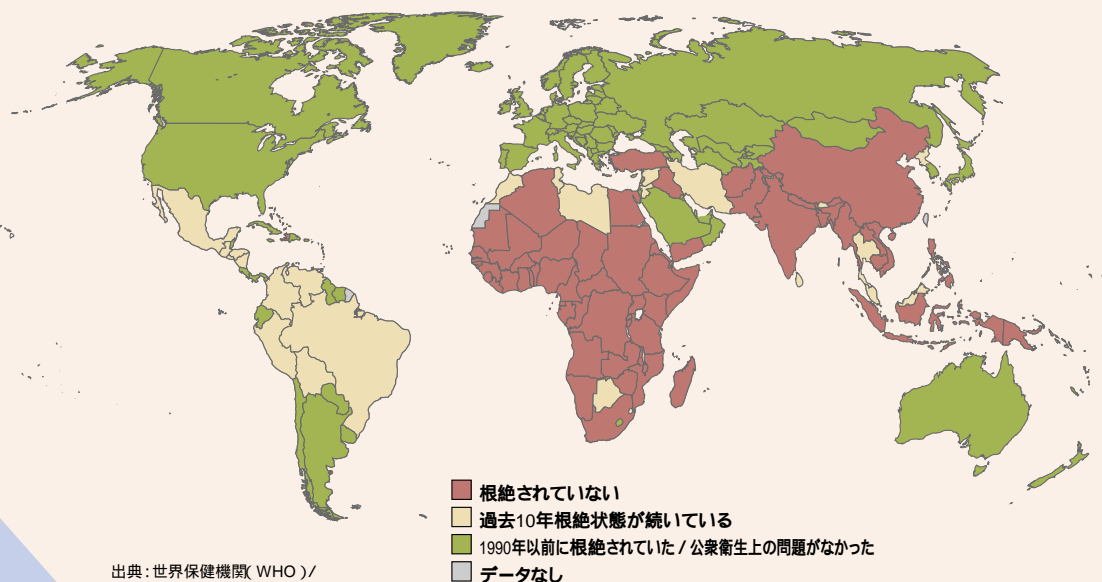 根絶されていない
過去10年根絶状態が続いている
1990年以前に根絶されていた / 公衆衛生上の問題がなかった
データなし
出典：世界保健機関( WHO ) /